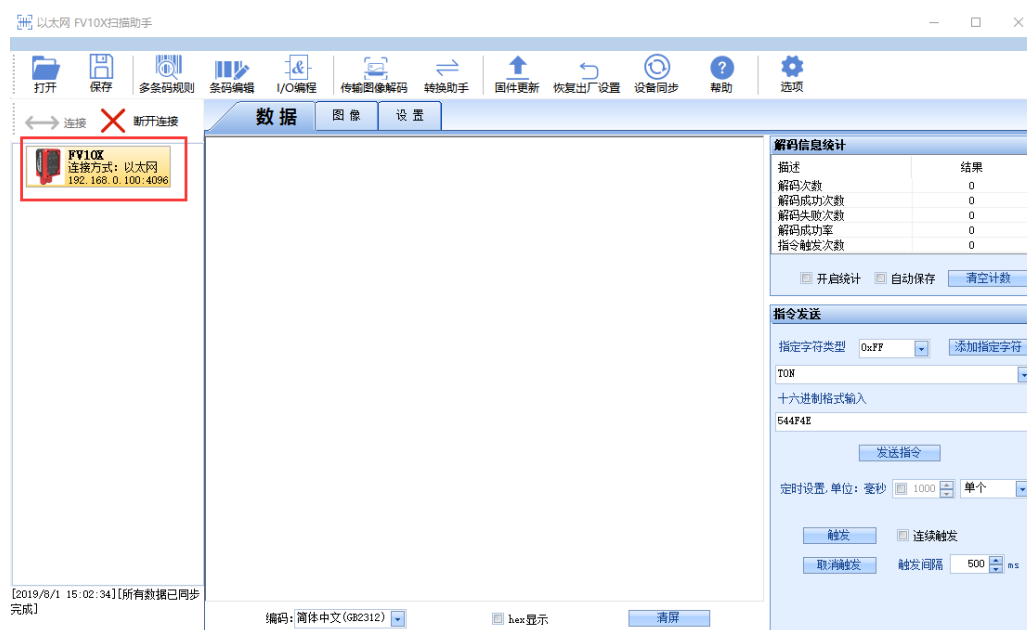 以太网 FV10X扫描助手
打开 保存 多条码规则 条码编辑 I/O编程 传输图像解码 转换助手 固件更新 恢复出厂设置 设备同步 帮助 选项
连接 断开连接 数据 图像 设置
FV10X
连接方式: 以太网
192.168.0.100:4096
[2019/8/1 15:02:34][所有数据已同步
完成]
编码: 简体中文(GB2312) hex显示 清屏
解码信息统计
描述 结果
解码次数 0
解码成功次数 0
解码失败次数 0
解码成功率 0
指令触发次数 0
开启统计 自动保存 清空计数
指令发送
指定字符类型 0xFF 添加指定字符
TON
十六进制格式输入
544F4E
发送指令
定时设置,单位: 毫秒 1000 单个
触发 连续触发
取消触发 触发间隔 500 ms